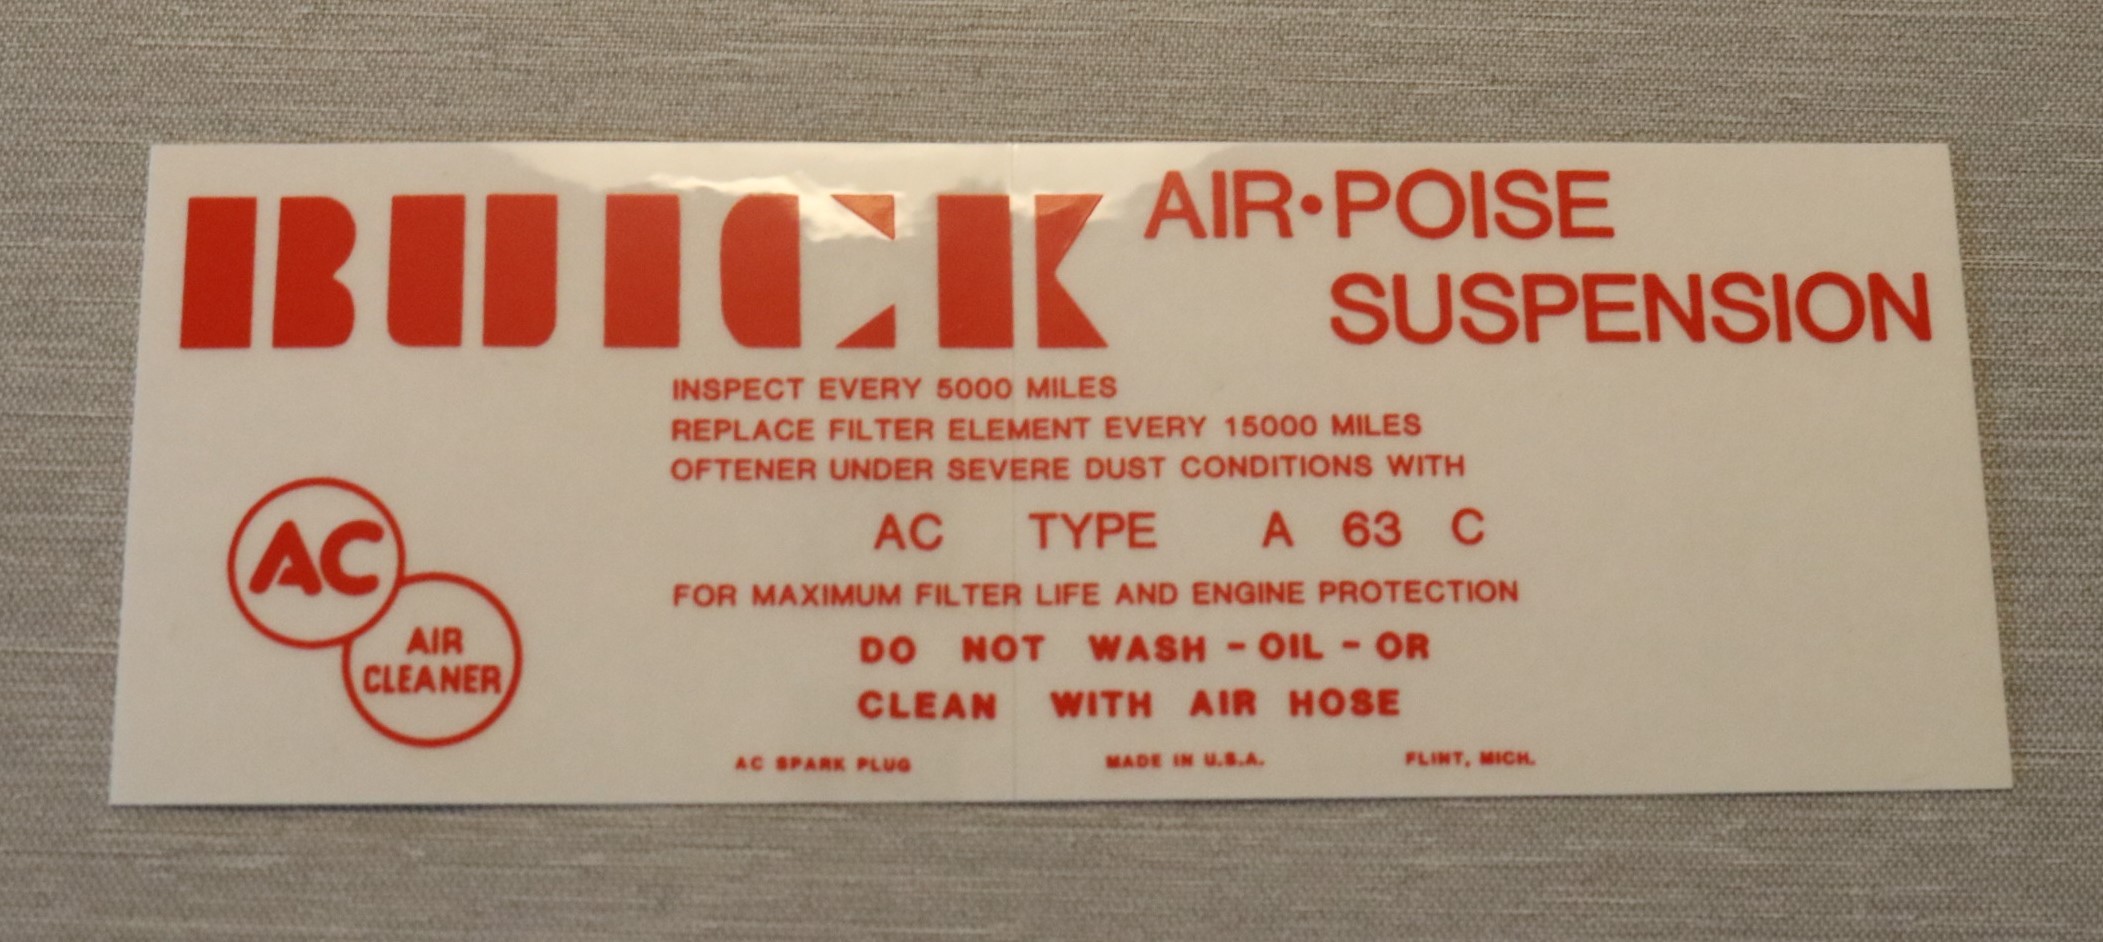 BUICK AIR•POISE
SUSPENSION
INSPECT EVERY 5000 MILES
REPLACE FILTER ELEMENT EVERY 15000 MILES
OFTENER UNDER SEVERE DUST CONDITIONS WITH
AC TYPE A 63 C
FOR MAXIMUM FILTER LIFE AND ENGINE PROTECTION
DO NOT WASH - OIL - OR
CLEAN WITH AIR HOSE
AC
AIR
CLEANER
AC SPARK PLUG MADE IN U.S.A. FLINT, MICH.